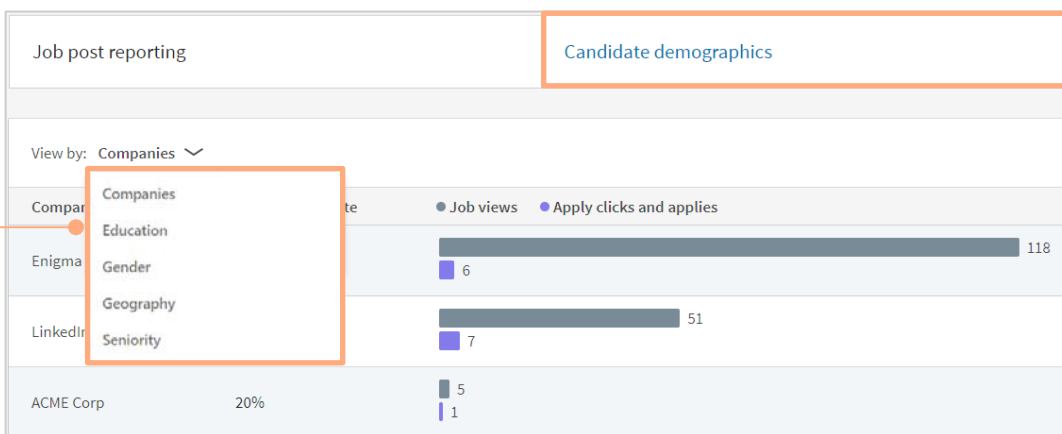 Job post reporting
Candidate demographics
View by: Companies
Companies
Education
Gender
Geography
Seniority
Job views
Apply clicks and applies
Enigma
118
6
51
7
ACME Corp
20%
5
1